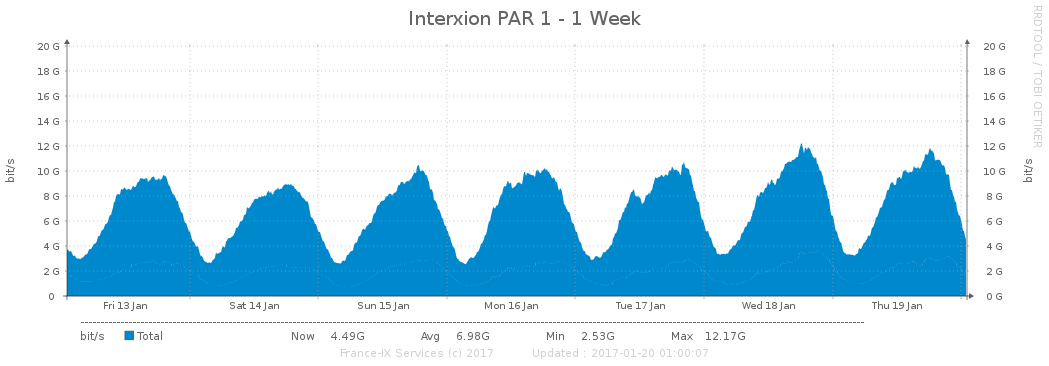 Interxion PAR 1 - 1 Week
RRDTOOL / TOBI OETIKER
bit/s
bit/s
20 G 20 G
18 G 18 G
16 G 16 G
14 G 14 G
12 G 12 G
10 G 10 G
8 G 8 G
6 G 6 G
4 G 4 G
2 G 2 G
0 0 G
Fri 13 Jan Sat 14 Jan Sun 15 Jan Mon 16 Jan Tue 17 Jan Wed 18 Jan Thu 19 Jan
bit/s Total Now 4.49G Avg 6.98G Min 2.53G Max 12.17G
France-IX Services (c) 2017 Updated : 2017-01-20 01:00:07